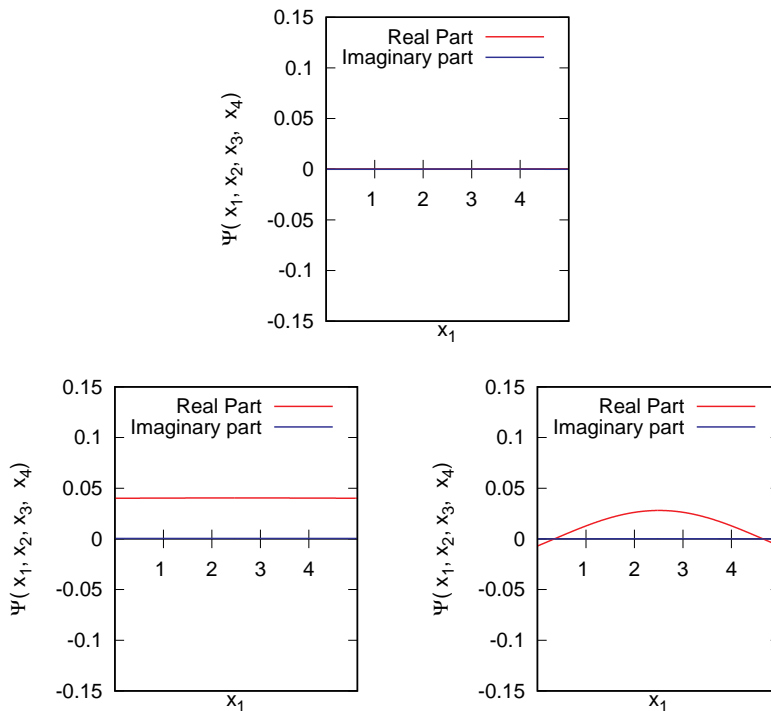 0.15
Real Part
Imaginary part
0.1
0.05
0
-0.05
-0.1
-0.15
1 2 3 4
Ψ( x1, x2, x3, x4)
x1
0.15
Real Part
Imaginary part
0.1
0.05
0
-0.05
-0.1
-0.15
1 2 3 4
Ψ( x1, x2, x3, x4)
x1
0.15
Real Part
Imaginary part
0.1
0.05
0
-0.05
-0.1
-0.15
1 2 3 4
Ψ( x1, x2, x3, x4)
x1